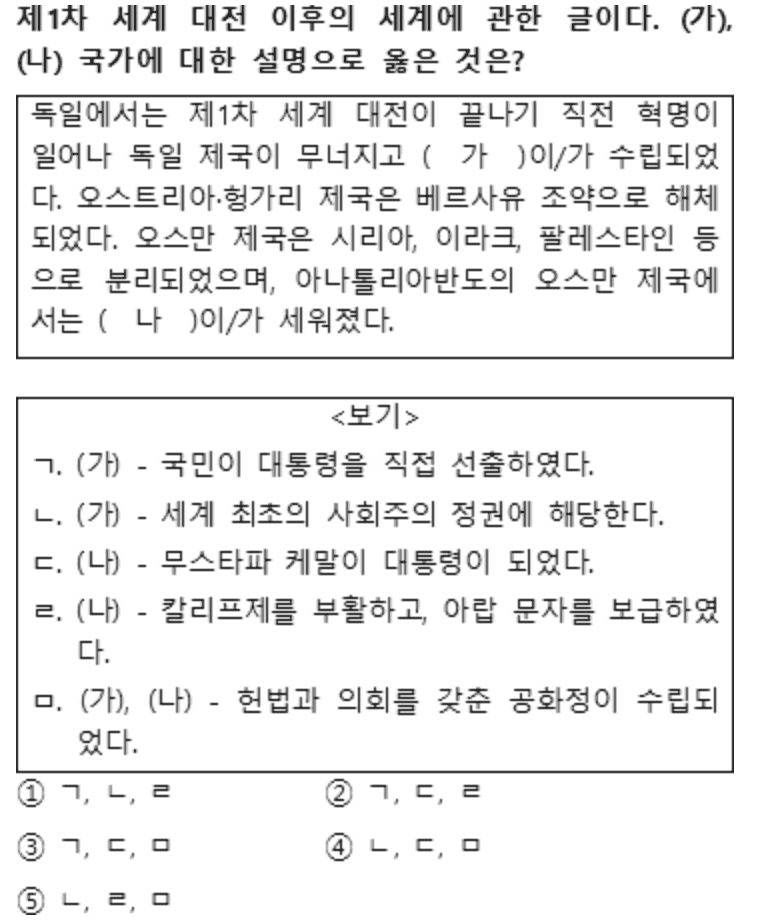 제1차 세계 대전 이후의 세계에 관한 글이다. (가),
(나) 국가에 대한 설명으로 옳은 것은?
독일에서는 제1차 세계 대전이 끝나기 직전 혁명이
일어나 독일 제국이 무너지고 ( 가 )이/가 수립되었
다. 오스트리아·헝가리 제국은 베르사유 조약으로 해체
되었다. 오스만 제국은 시리아, 이라크, 팔레스타인 등
으로 분리되었으며, 아나톨리아반도의 오스만 제국에
서는 ( 나 )이/가 세워졌다.
<보기>
ㄱ. (가) - 국민이 대통령을 직접 선출하였다.
ㄴ. (가) - 세계 최초의 사회주의 정권에 해당한다.
ㄷ. (나) - 무스타파 케말이 대통령이 되었다.
ㄹ. (나) - 칼리프제를 부활하고, 아랍 문자를 보급하였
다.
ㅁ. (가), (나) - 헌법과 의회를 갖춘 공화정이 수립되
었다.
① ㄱ, ㄴ, ㄹ ② ㄱ, ㄷ, ㄹ
③ ㄱ, ㄷ, ㅁ ④ ㄴ, ㄷ, ㅁ
⑤ ㄴ, ㄹ, ㅁ